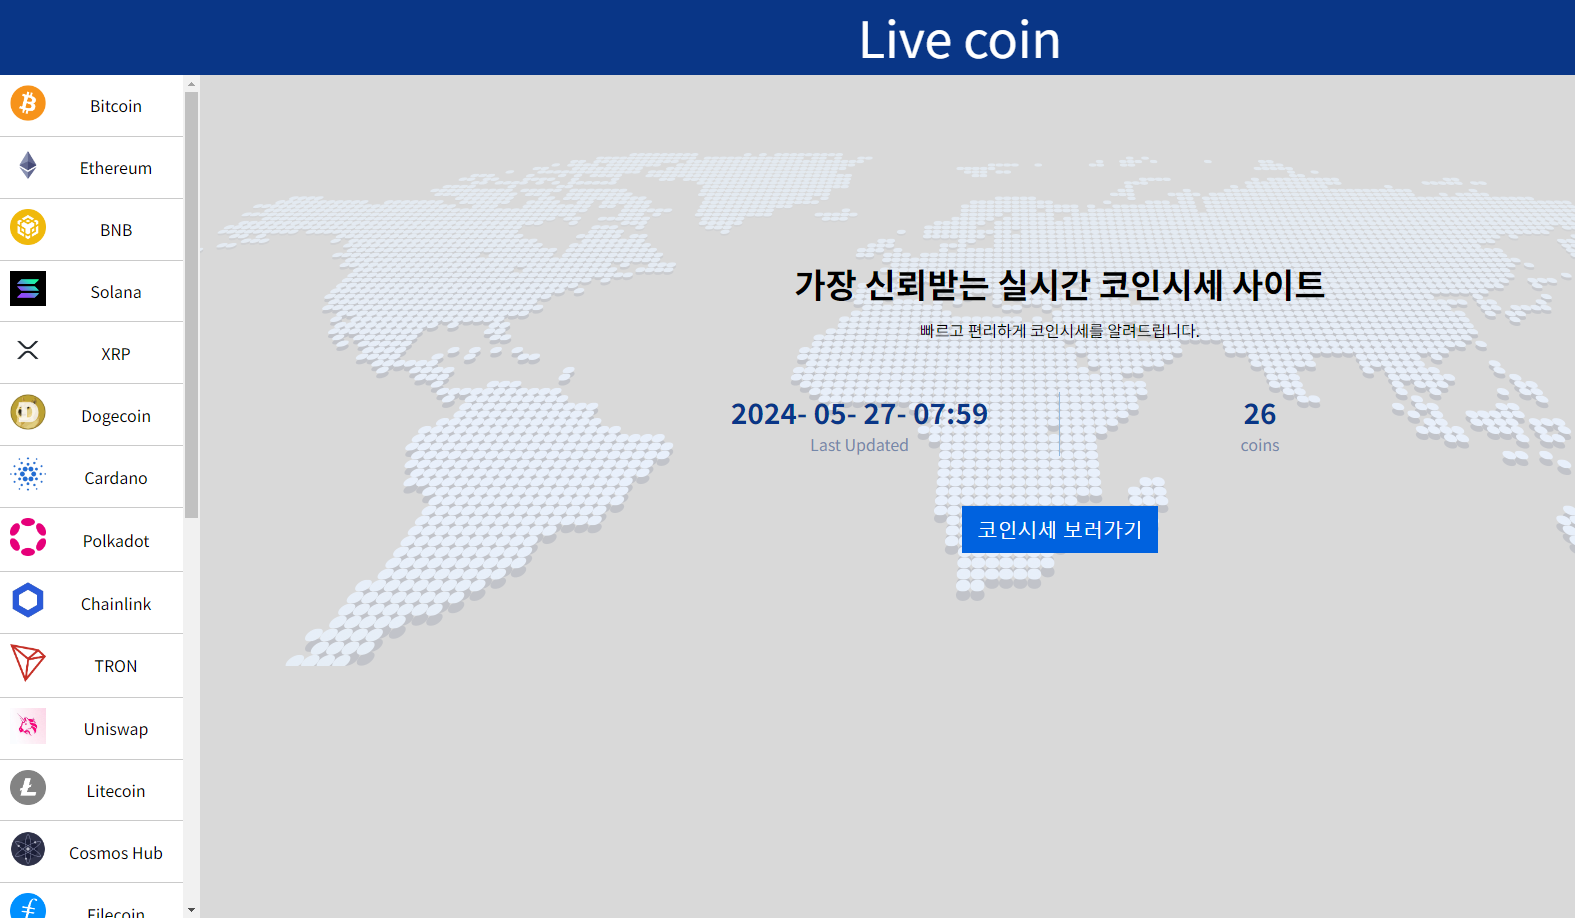 Live coin
Bitcoin
Ethereum
BNB
Solana
XRP
Dogecoin
Cardano
Polkadot
Chainlink
TRON
Uniswap
Litecoin
Cosmos Hub
Filecoin
가장 신뢰받는 실시간 코인시세 사이트
빠르고 편리하게 코인시세를 알려드립니다.
2024- 05- 27- 07:59
Last Updated
26
coins
코인시세 보러가기